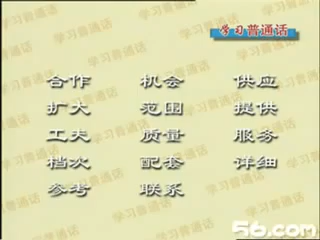 学习普通话
合作 机会 供应
扩大 范围 提供
工夫 质量 服务
档次 配套 详细
参考 联系
56.com